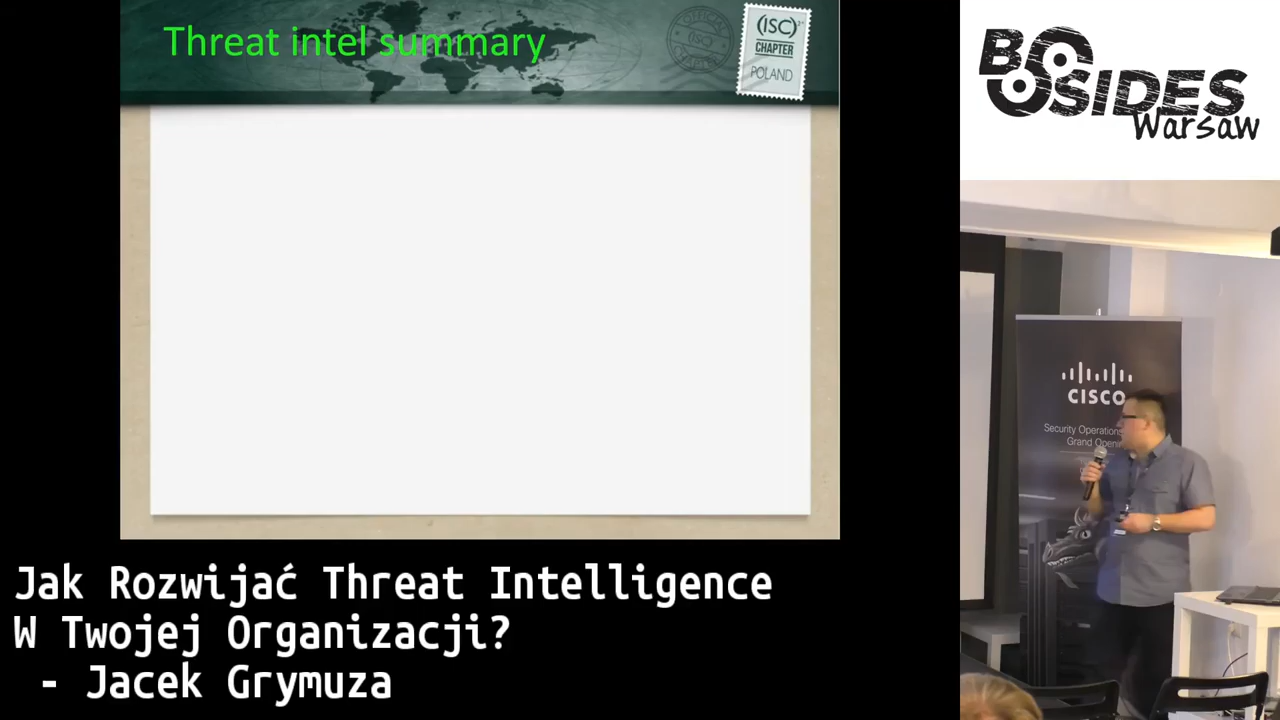 Threat intel summary
(ISC)²
CHAPTER
POLAND
BSIDES
Warsaw
CISCO
Security Operations
Grand Openi
Jak Rozwijać Threat Intelligence
W Twojej Organizacji?
- Jacek Grymuza